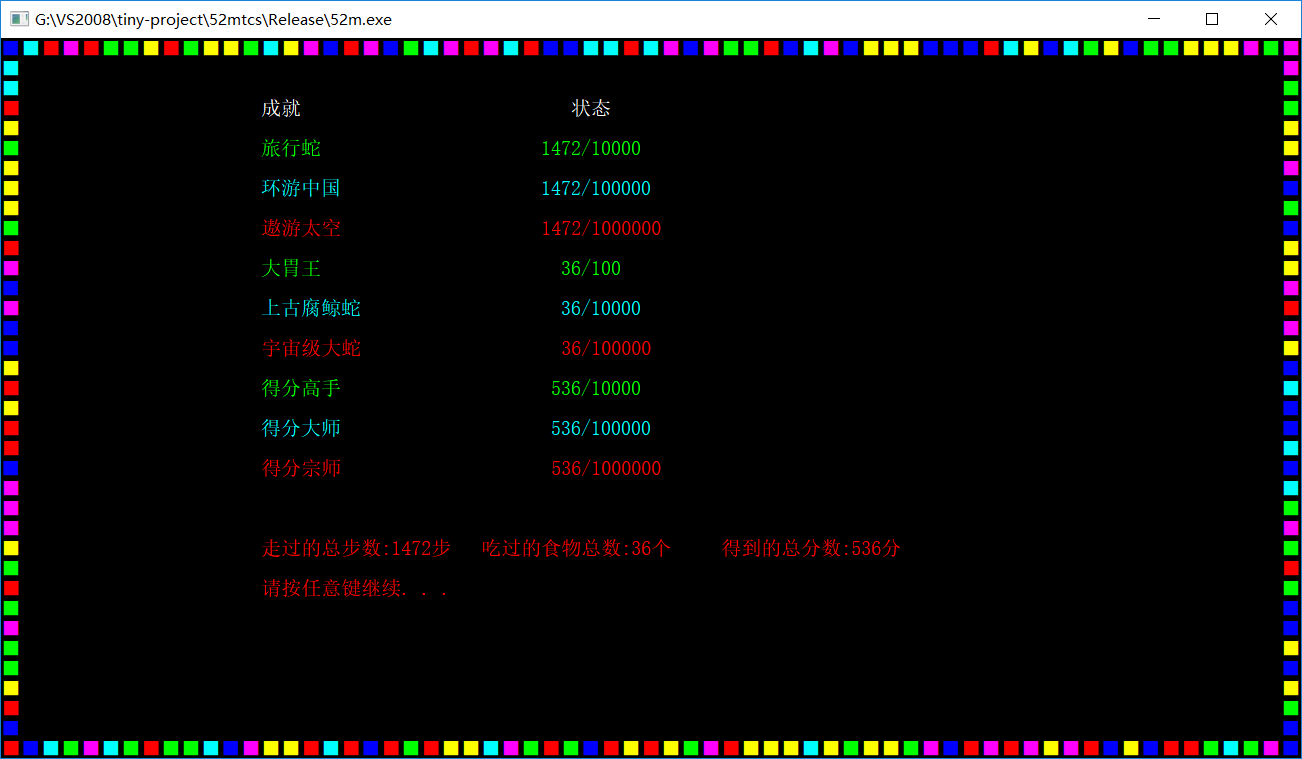 G:\VS2008\tiny-project\52mtcs\Release\52m.exe
成就 状态
旅行蛇 1472/10000
环游中国 1472/100000
遨游太空 1472/1000000
大胃王 36/100
上古腐鲸蛇 36/10000
宇宙级大蛇 36/100000
得分高手 536/10000
得分大师 536/100000
得分宗师 536/1000000
走过的总步数:1472步 吃过的食物总数:36个 得到的总分数:536分
请按任意键继续. . .